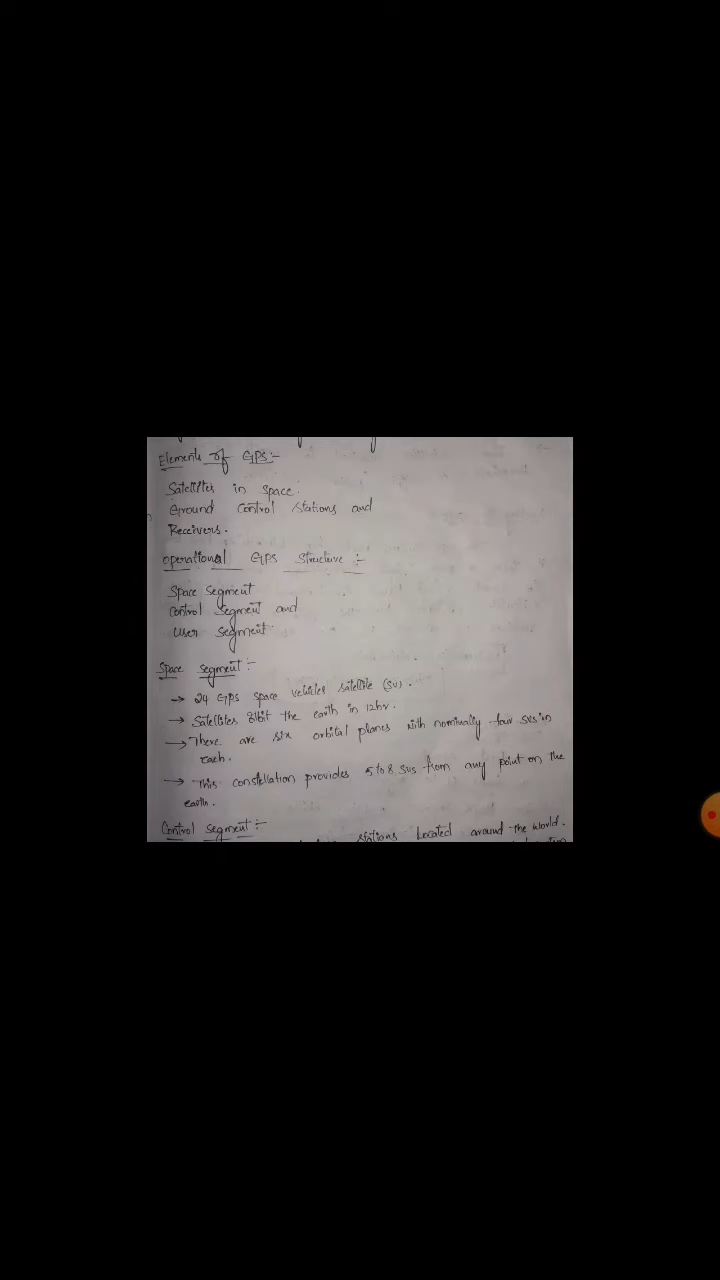 Elements of GPS:-
Satellites in space.
Ground control stations and
Receivers.
Operational GPS structure :-
Space segment
control segment and
user segment.
Space segment :-
→ 24 GPS space vehicles satellite (SV).
→ Satellites orbit the earth in 12hr.
→ There are six orbital planes with nominally four SVs in
each.
→ This constellation provides 5 to 8 SVs from any point on the
earth.
Control segment :-
stations Located around the world.